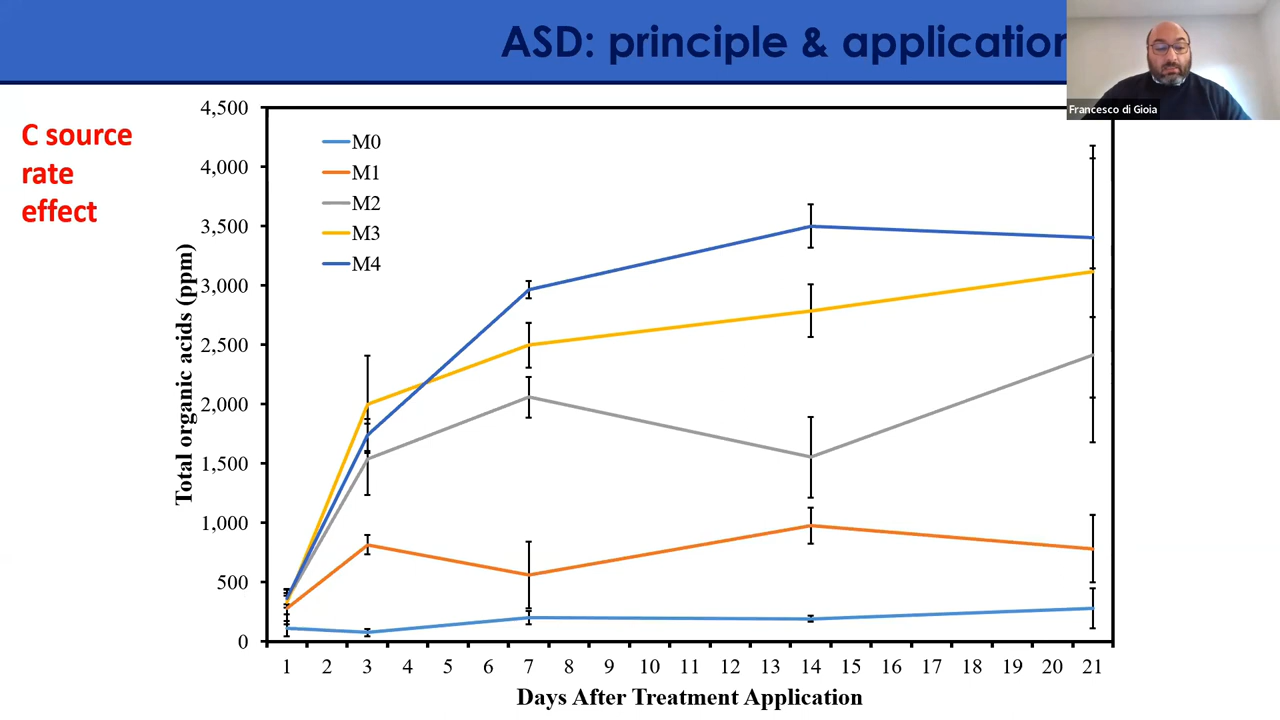 ASD: principle & application
Francesco di Gioia
C source
rate
effect
4,500
4,000
3,500
3,000
2,500
2,000
1,500
1,000
500
0
Total organic acids (ppm)
M0
M1
M2
M3
M4
1 2 3 4 5 6 7 8 9 10 11 12 13 14 15 16 17 18 19 20 21
Days After Treatment Application